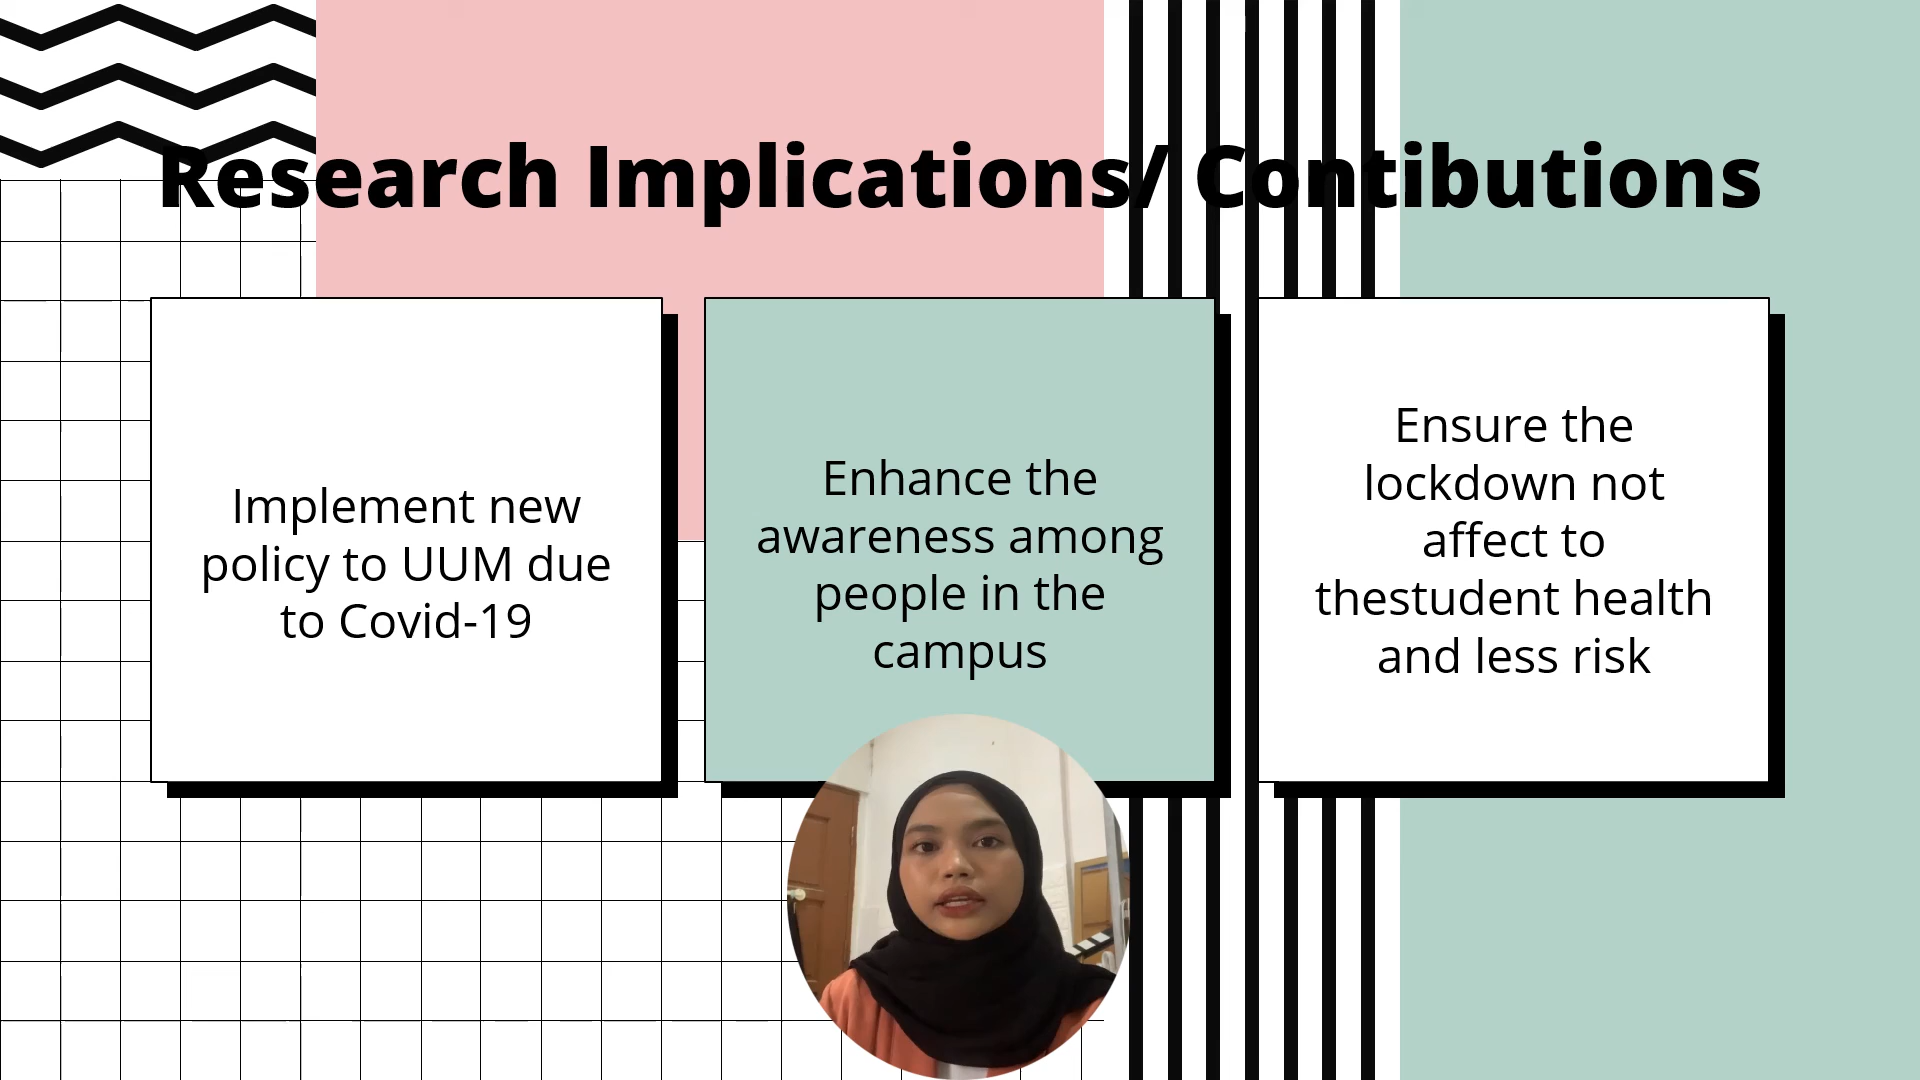 Research Implications/ Contibutions
Implement new
policy to UUM due
to Covid-19
Enhance the
awareness among
people in the
campus
Ensure the
lockdown not
affect to
thestudent health
and less risk